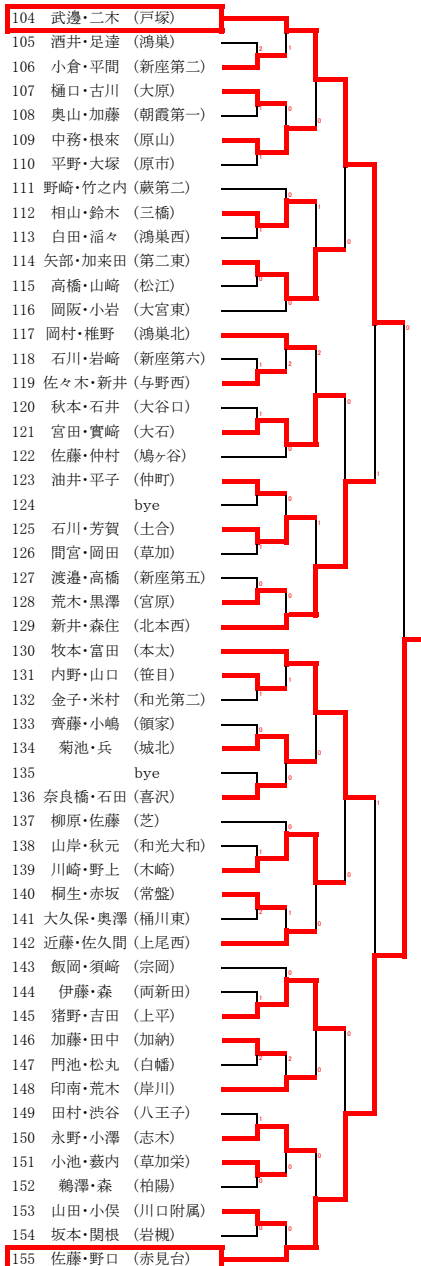 104 武邊・二木 (戸塚)
105 酒井・足達 (鴻巣)
106 小倉・平間 (新座第二)
107 樋口・古川 (大原)
108 奥山・加藤 (朝霞第一)
109 中務・根來 (原山)
110 平野・大塚 (原市)
111 野崎・竹之内 (蕨第二)
112 相山・鈴木 (三橋)
113 白田・湢々 (鴻巣西)
114 矢部・加来田 (第二東)
115 高橋・山﨑 (松江)
116 岡阪・小岩 (大宮東)
117 岡村・椎野 (鴻巣北)
118 石川・岩﨑 (新座第六)
119 佐々木・新井 (与野西)
120 秋本・石井 (大谷口)
121 宮田・實﨑 (大石)
122 佐藤・仲村 (鳩ヶ谷)
123 油井・平子 (仲町)
124 bye
125 石川・芳賀 (土合)
126 間宮・岡田 (草加)
127 渡邉・高橋 (新座第五)
128 荒木・黒澤 (宮原)
129 新井・森住 (北本西)
130 牧本・富田 (本太)
131 内野・山口 (笹目)
132 金子・米村 (和光第二)
133 齊藤・小嶋 (領家)
134 菊池・兵 (城北)
135 bye
136 奈良橋・石田 (喜沢)
137 柳原・佐藤 (芝)
138 山岸・秋元 (和光大和)
139 川崎・野上 (木崎)
140 桐生・赤坂 (常盤)
141 大久保・奥澤 (桶川東)
142 近藤・佐久間 (上尾西)
143 飯岡・須﨑 (宗岡)
144 伊藤・森 (両新田)
145 猪野・吉田 (上平)
146 加藤・田中 (加納)
147 門池・松丸 (白幡)
148 印南・荒木 (岸川)
149 田村・渋谷 (八王子)
150 永野・小澤 (志木)
151 小池・薮内 (草加栄)
152 鵜澤・森 (柏陽)
153 山田・小俣 (川口附属)
154 坂本・関根 (岩槻)
155 佐藤・野口 (赤見台)